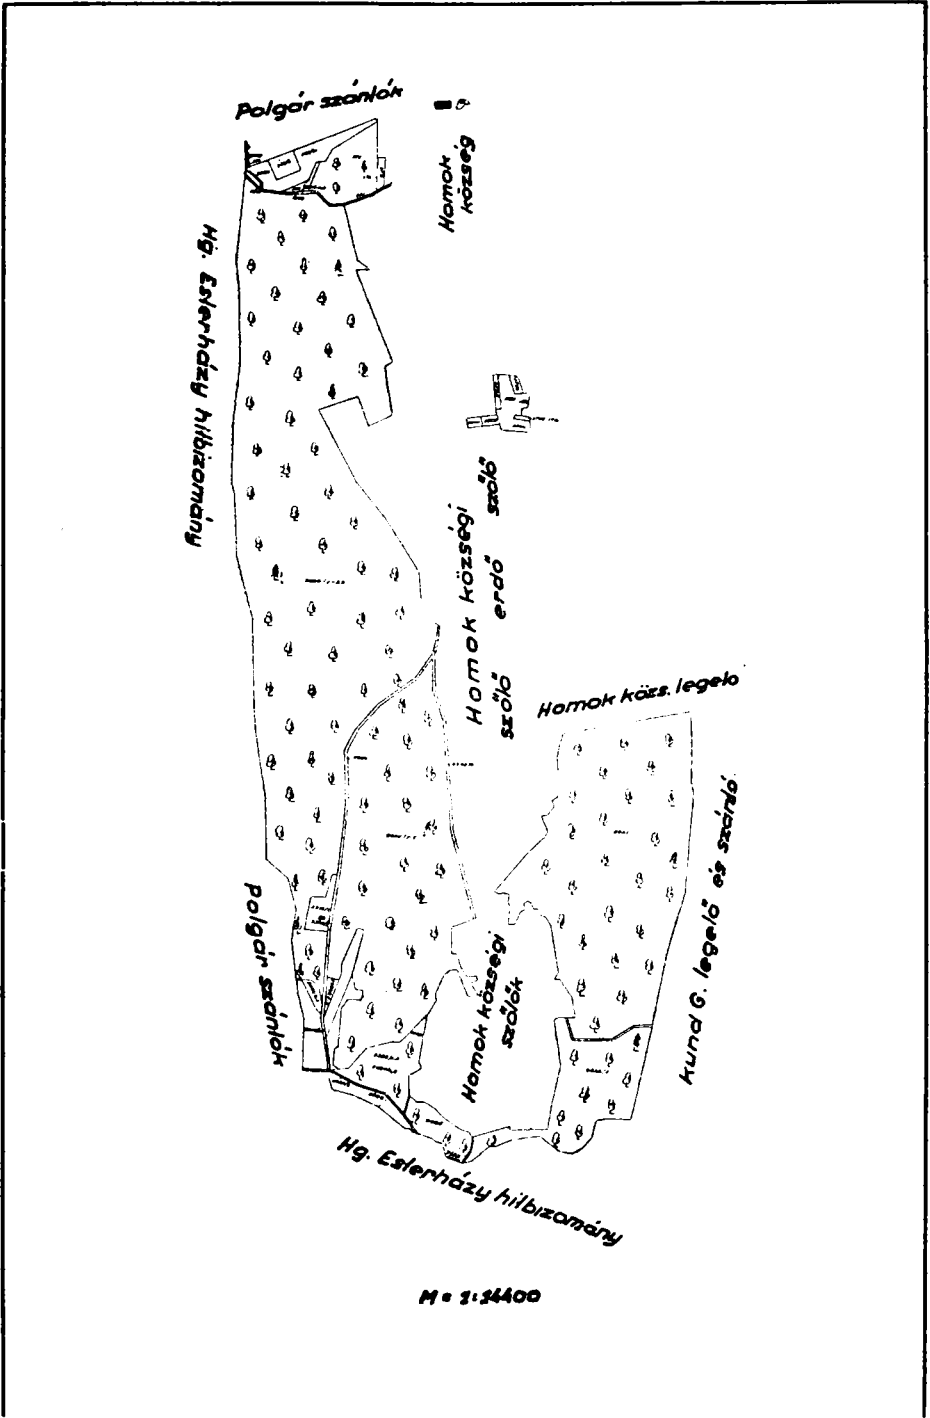 Polgár szántók
Homok
község
Hg. Esterházy hitbizomány
Homok községi
szőlő erdő szőlő
Homok közs. legelo
kund G. legelő és szántó
Polgár szántók
Homok községi
szőlők
Hg. Esterházy hitbizomány
M = 1:14400